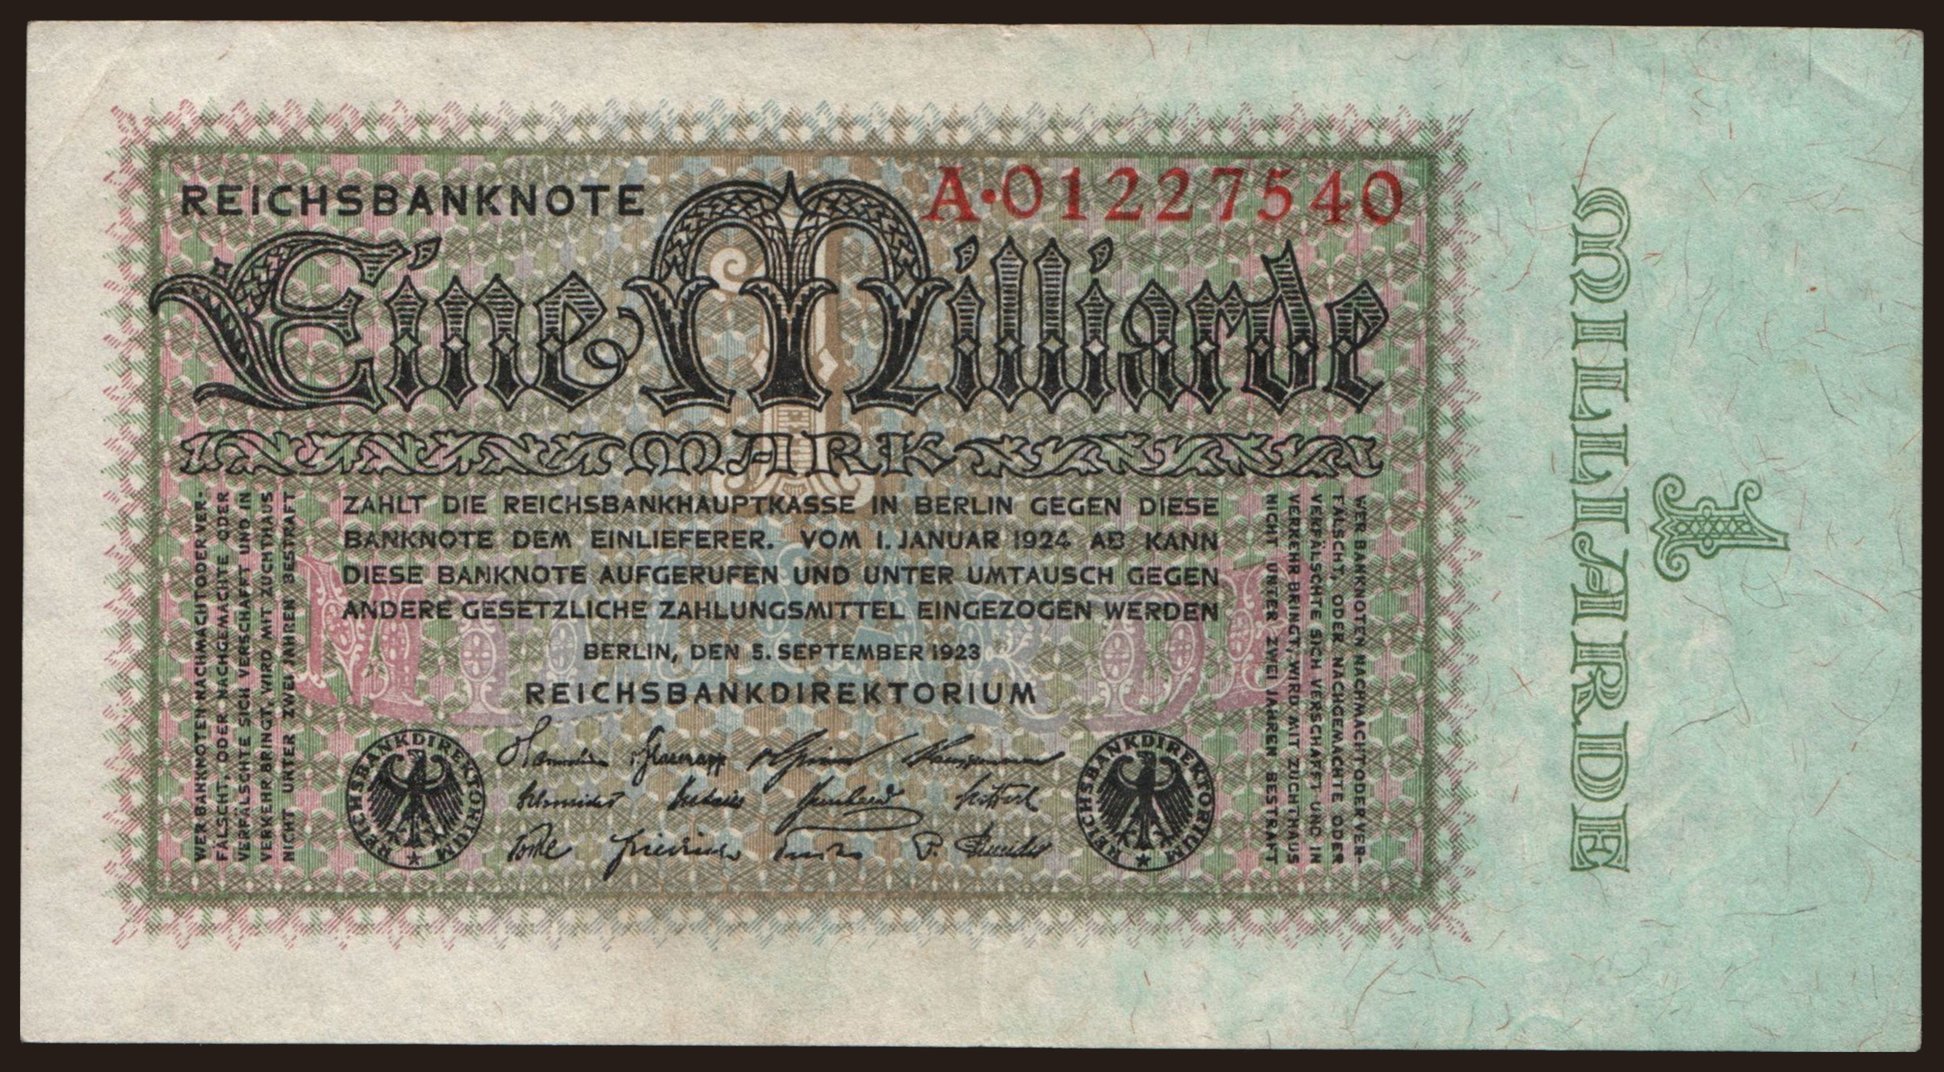 REICHSBANKNOTE
A·01227540
Eine Milliarde
MARK
ZAHLT DIE REICHSBANKHAUPTKASSE IN BERLIN GEGEN DIESE
BANKNOTE DEM EINLIEFERER. VOM 1. JANUAR 1924 AB KANN
DIESE BANKNOTE AUFGERUFEN UND UNTER UMTAUSCH GEGEN
ANDERE GESETZLICHE ZAHLUNGSMITTEL EINGEZOGEN WERDEN
BERLIN, DEN 5. SEPTEMBER 1923
REICHSBANKDIREKTORIUM
REICHSBANKDIREKTORIUM
REICHSBANKDIREKTORIUM
WER BANKNOTEN NACHMACHT ODER VER-
FÄLSCHT, ODER NACHGEMACHTE ODER
VERFÄLSCHTE SICH VERSCHAFFT UND IN
VERKEHR BRINGT, WIRD MIT ZUCHTHAUS
NICHT UNTER ZWEI JAHREN BESTRAFT
WER BANKNOTEN NACHMACHT ODER VER-
FÄLSCHT, ODER NACHGEMACHTE ODER
VERFÄLSCHTE SICH VERSCHAFFT UND IN
VERKEHR BRINGT, WIRD MIT ZUCHTHAUS
NICHT UNTER ZWEI JAHREN BESTRAFT
1
MILLIARDE